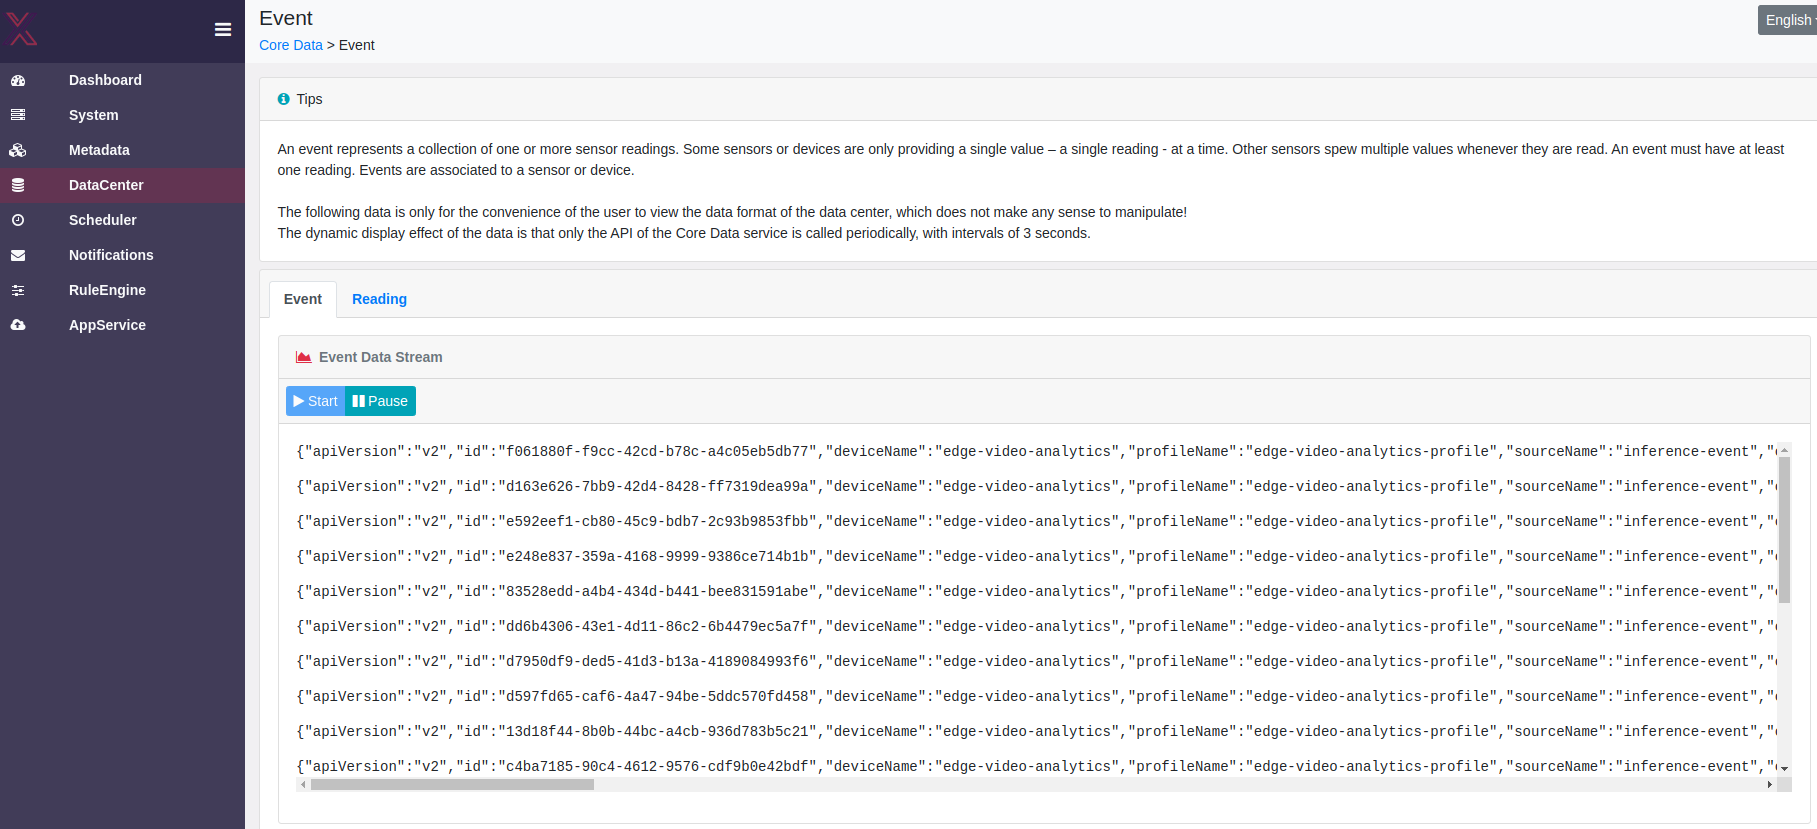 Event
English
Core Data > Event
Dashboard
System
Metadata
DataCenter
Scheduler
Notifications
RuleEngine
AppService
Tips
An event represents a collection of one or more sensor readings. Some sensors or devices are only providing a single value – a single reading - at a time. Other sensors spew multiple values whenever they are read. An event must have at least
one reading. Events are associated to a sensor or device.
The following data is only for the convenience of the user to view the data format of the data center, which does not make any sense to manipulate!
The dynamic display effect of the data is that only the API of the Core Data service is called periodically, with intervals of 3 seconds.
Event Reading
Event Data Stream
Start Pause
{"apiVersion":"v2","id":"f061880f-f9cc-42cd-b78c-a4c05eb5db77","deviceName":"edge-video-analytics","profileName":"edge-video-analytics-profile","sourceName":"inference-event","
{"apiVersion":"v2","id":"d163e626-7bb9-42d4-8428-ff7319dea99a","deviceName":"edge-video-analytics","profileName":"edge-video-analytics-profile","sourceName":"inference-event","
{"apiVersion":"v2","id":"e592eef1-cb80-45c9-bdb7-2c93b9853fbb","deviceName":"edge-video-analytics","profileName":"edge-video-analytics-profile","sourceName":"inference-event","
{"apiVersion":"v2","id":"e248e837-359a-4168-9999-9386ce714b1b","deviceName":"edge-video-analytics","profileName":"edge-video-analytics-profile","sourceName":"inference-event","
{"apiVersion":"v2","id":"83528edd-a4b4-434d-b441-bee831591abe","deviceName":"edge-video-analytics","profileName":"edge-video-analytics-profile","sourceName":"inference-event","
{"apiVersion":"v2","id":"dd6b4306-43e1-4d11-86c2-6b4479ec5a7f","deviceName":"edge-video-analytics","profileName":"edge-video-analytics-profile","sourceName":"inference-event","
{"apiVersion":"v2","id":"d7950df9-ded5-41d3-b13a-4189084993f6","deviceName":"edge-video-analytics","profileName":"edge-video-analytics-profile","sourceName":"inference-event","
{"apiVersion":"v2","id":"d597fd65-caf6-4a47-94be-5ddc570fd458","deviceName":"edge-video-analytics","profileName":"edge-video-analytics-profile","sourceName":"inference-event","
{"apiVersion":"v2","id":"13d18f44-8b0b-44bc-a4cb-936d783b5c21","deviceName":"edge-video-analytics","profileName":"edge-video-analytics-profile","sourceName":"inference-event","
{"apiVersion":"v2","id":"c4ba7185-90c4-4612-9576-cdf9b0e42bdf","deviceName":"edge-video-analytics","profileName":"edge-video-analytics-profile","sourceName":"inference-event","